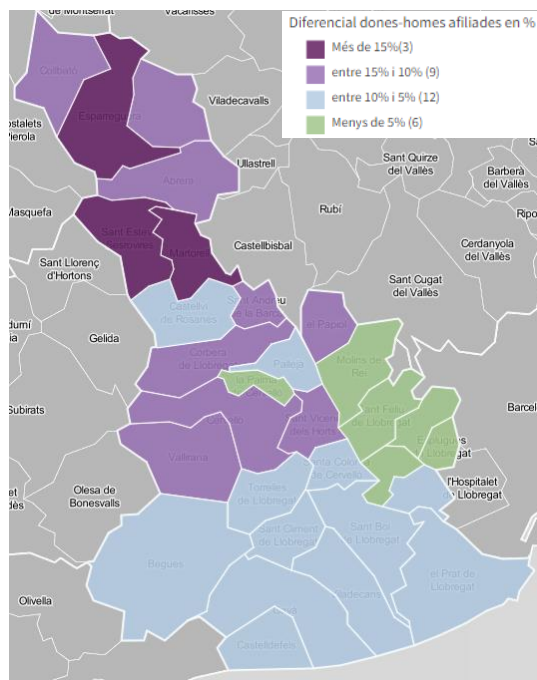 de Montserrat
Vacarisses
Diferencial dones-homes afiliades en %
Més de 15%(3)
entre 15% i 10% (9)
entre 10% i 5% (12)
Menys de 5% (6)
Collbató
Esparreguera
Viladecavalls
ostalets
Pierola
Ullastrell
Sant Quirze
del Vallès
Barberà
del Vallès
Abrera
Masquefa
Rubí
Ripo
Sant Esteve
Sesrovires
Martorell
Castellbisbal
Cerdanyola
del Vallès
Sant Llorenç
d'Hortons
Sant Cugat
del Vallès
Castellví
de Rosanes
Sant Andreu
de la Barca
el Papiol
Gelida
Corbera
de Llobregat
Pallejà
Molins de
Rei
la Palma de
Cervelló
Subirats
Cervelló
Sant Vicenç
dels Horts
Sant Feliu
de Llobregat
Barcel
Esplugues
de Llobregat
Vallirana
Santa Coloma
de Cervelló
l'Hospitalet
de Llobregat
Olesa de
Bonesvalls
Torrelles
de Llobregat
Sant Climent
de Llobregat
Sant Boi
de Llobregat
Begues
el Prat de
Llobregat
Viladecans
Olivella
Gavà
Castelldefels